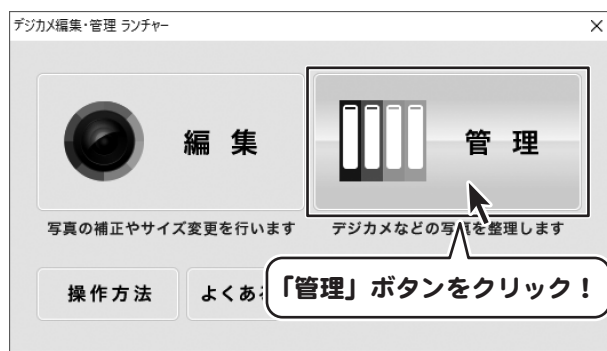 デジカメ編集・管理 ランチャー
編集
管理
写真の補正やサイズ変更を行います
デジカメなどの写真を整理します
操作方法
よくある
「管理」ボタンをクリック！